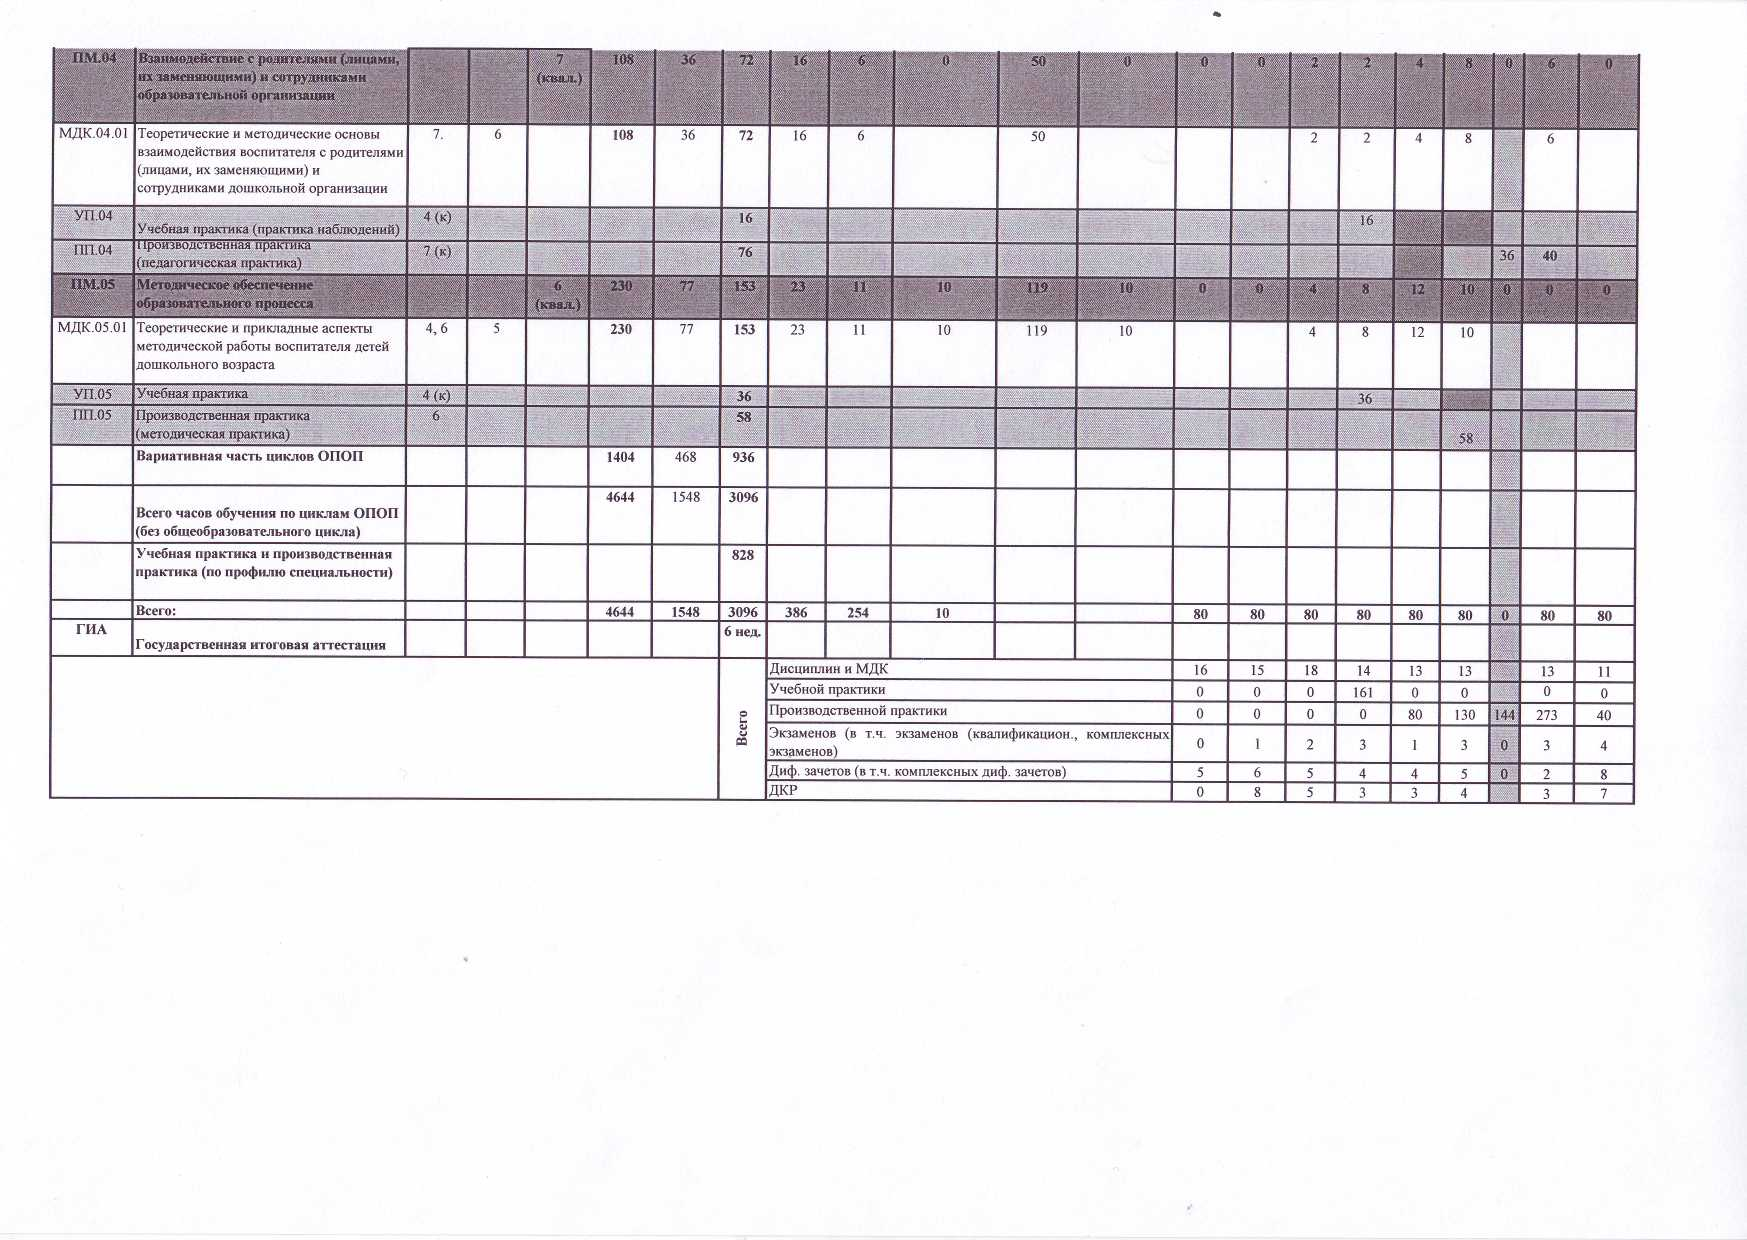 ПМ.04 Взаимодействие с родителями (лицами, 7 108 36 72 16 6 0 50 0 0 0 2 2 4 8 0 6 0
их заменяющими) и сотрудниками (квал.)
образовательной организации
МДК.04.01 Теоретические и методические основы 7. 6 108 36 72 16 6 50 2 2 4 8 6
взаимодействия воспитателя с родителями
(лицами, их заменяющими) и
сотрудниками дошкольной организации
УП.04 4 (к) 16 16
Учебная практика (практика наблюдений)
ПП.04 Производственная практика 7 (к) 76 36 40
(педагогическая практика)
ПМ.05 Методическое обеспечение 6 230 77 153 23 11 10 119 10 0 0 4 8 12 10 0 0 0
образовательного процесса (квал.)
МДК.05.01 Теоретические и прикладные аспекты 4, 6 5 230 77 153 23 11 10 119 10 4 8 12 10
методической работы воспитателя детей
дошкольного возраста
УП.05 Учебная практика 4 (к) 36 36
ПП.05 Производственная практика 6 58
(методическая практика) 58
Вариативная часть циклов ОПОП 1404 468 936
4644 1548 3096
Всего часов обучения по циклам ОПОП
(без общеобразовательного цикла)
Учебная практика и производственная 828
практика (по профилю специальности)
Всего: 4644 1548 3096 386 254 10 80 80 80 80 80 80 0 80 80
ГИА 6 нед.
Государственная итоговая аттестация
Всего
Дисциплин и МДК 16 15 18 14 13 13 13 11
Учебной практики 0 0 0 161 0 0 0 0
Производственной практики 0 0 0 0 80 130 144 273 40
Экзаменов (в т.ч. экзаменов (квалификацион., комплексных 0 1 2 3 1 3 0 3 4
экзаменов)
Диф. зачетов (в т.ч. комплексных диф. зачетов) 5 6 5 4 4 5 0 2 8
ДКР 0 8 5 3 3 4 3 7